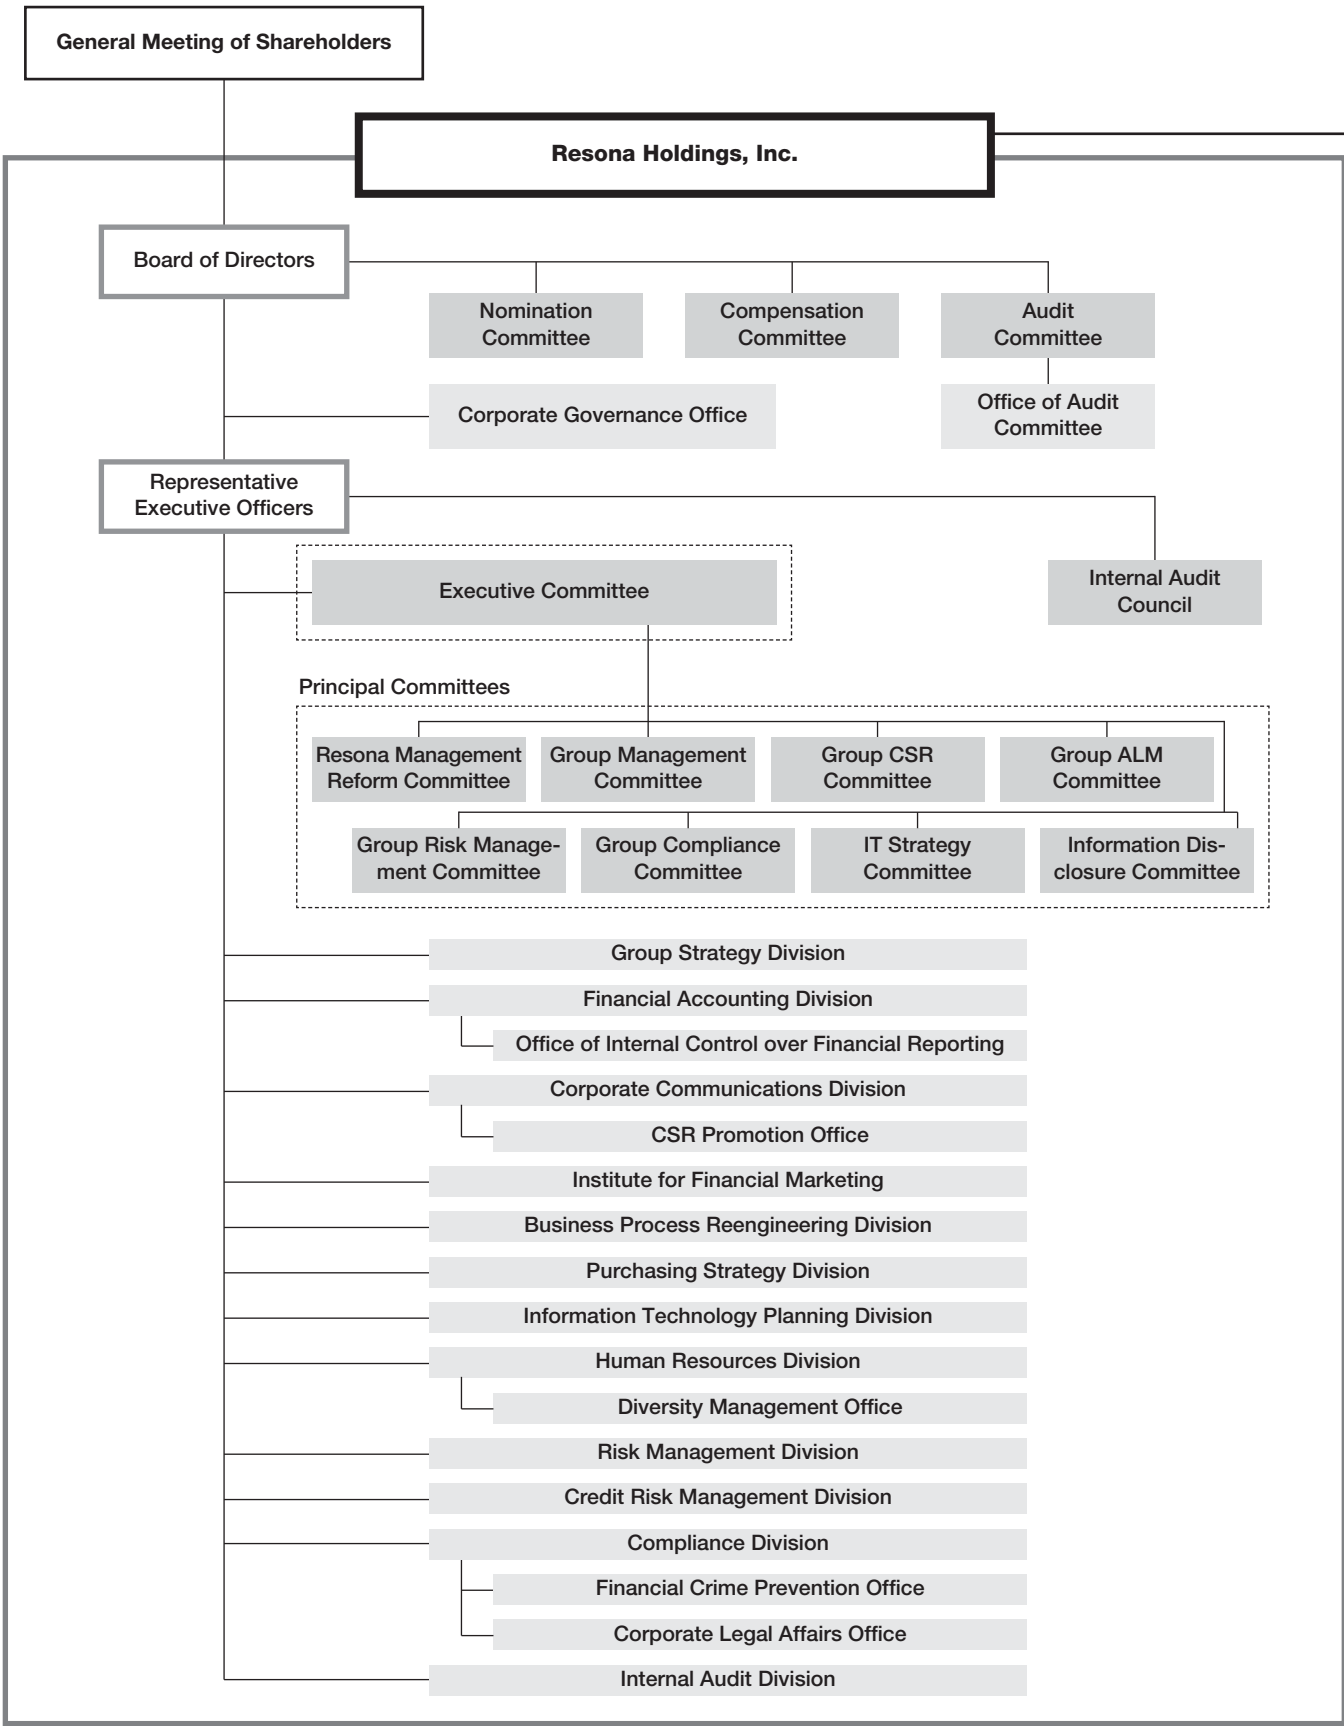 General Meeting of Shareholders
Resona Holdings, Inc.
Board of Directors
Nomination
Committee
Compensation
Committee
Audit
Committee
Corporate Governance Office
Office of Audit
Committee
Representative
Executive Officers
Executive Committee
Internal Audit
Council
Principal Committees
Resona Management
Reform Committee
Group Management
Committee
Group CSR
Committee
Group ALM
Committee
Group Risk Manage-
ment Committee
Group Compliance
Committee
IT Strategy
Committee
Information Dis-
closure Committee
Group Strategy Division
Financial Accounting Division
Office of Internal Control over Financial Reporting
Corporate Communications Division
CSR Promotion Office
Institute for Financial Marketing
Business Process Reengineering Division
Purchasing Strategy Division
Information Technology Planning Division
Human Resources Division
Diversity Management Office
Risk Management Division
Credit Risk Management Division
Compliance Division
Financial Crime Prevention Office
Corporate Legal Affairs Office
Internal Audit Division